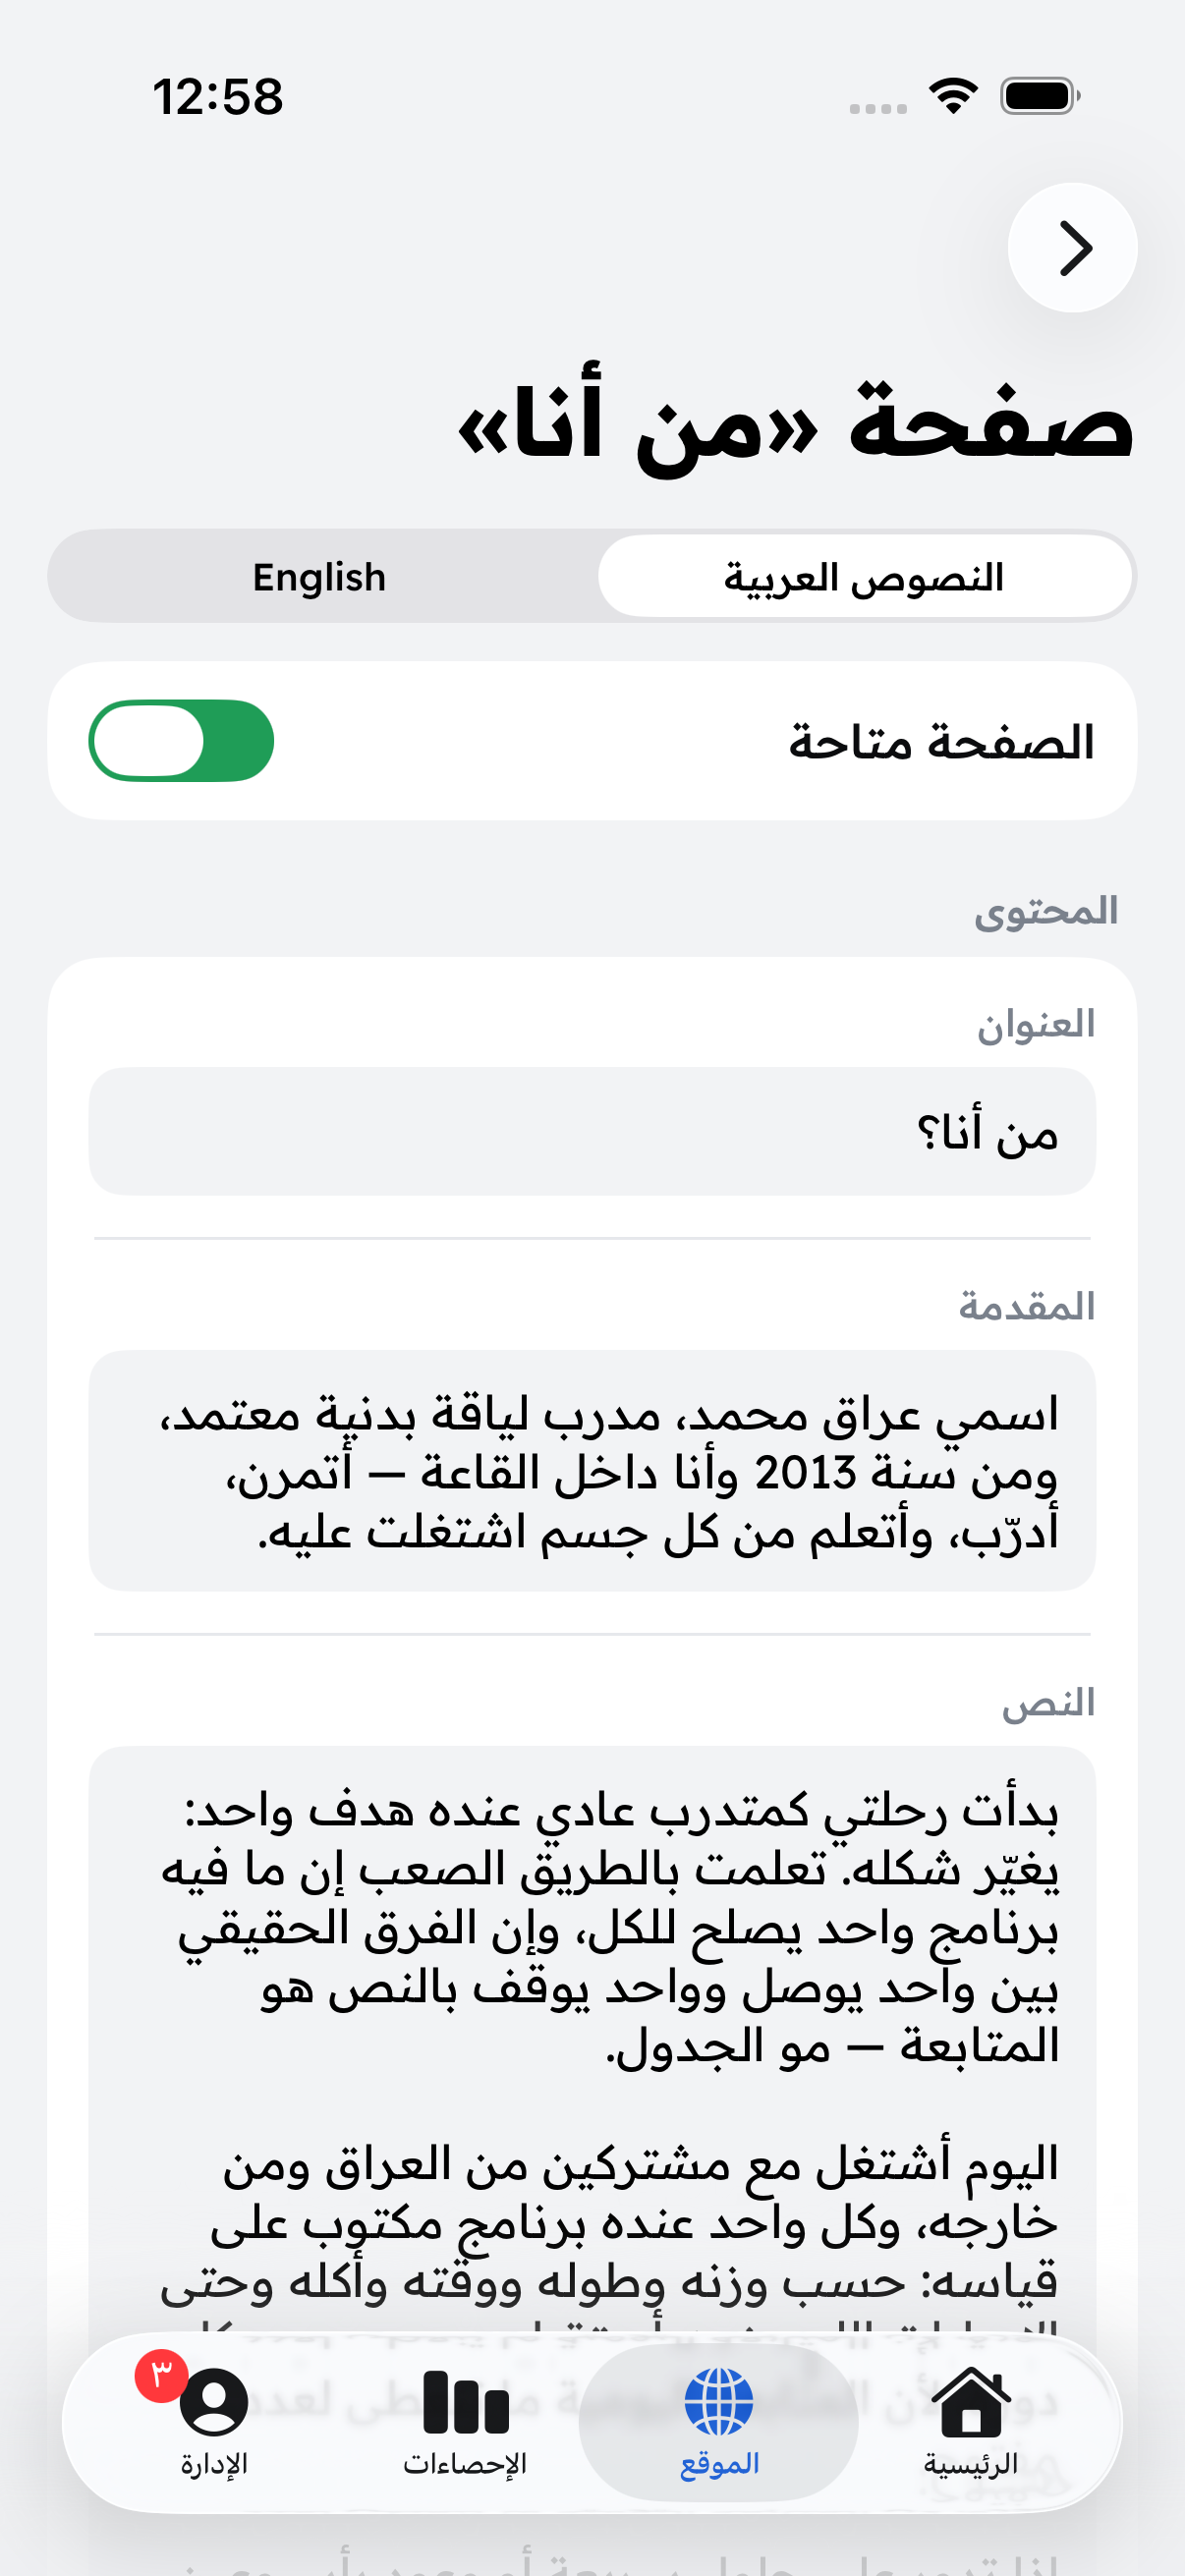 12:58
صفحة «من أنا»
النصوص العربية
English
الصفحة متاحة
المحتوى
العنوان
من أنا؟
المقدمة
اسمي عراق محمد، مدرب لياقة بدنية معتمد،
ومن سنة 2013 وأنا داخل القاعة — أتمرن،
أدرّب، وأتعلم من كل جسم اشتغلت عليه.
النص
بدأت رحلتي كمتدرب عادي عنده هدف واحد:
يغيّر شكله. تعلمت بالطريق الصعب إن ما فيه
برنامج واحد يصلح للكل، وإن الفرق الحقيقي
بين واحد يوصل وواحد يوقف بالنص هو
المتابعة — مو الجدول.
اليوم أشتغل مع مشتركين من العراق ومن
خارجه، وكل واحد عنده برنامج مكتوب على
قياسه: حسب وزنه وطوله ووقته وأكله وحتى
الرئيسية
الموقع
الإحصاءات
الإدارة
٣